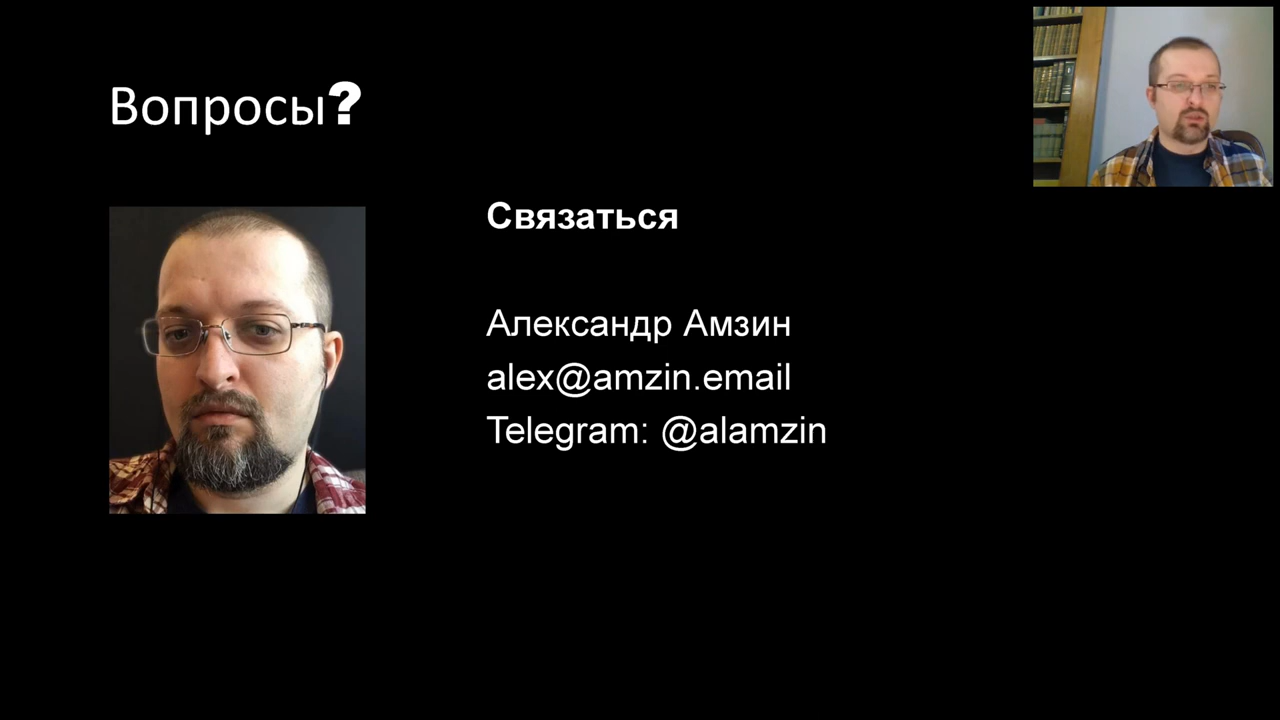 Вопросы?
Связаться
Александр Амзин
alex@amzin.email
Telegram: @alamzin